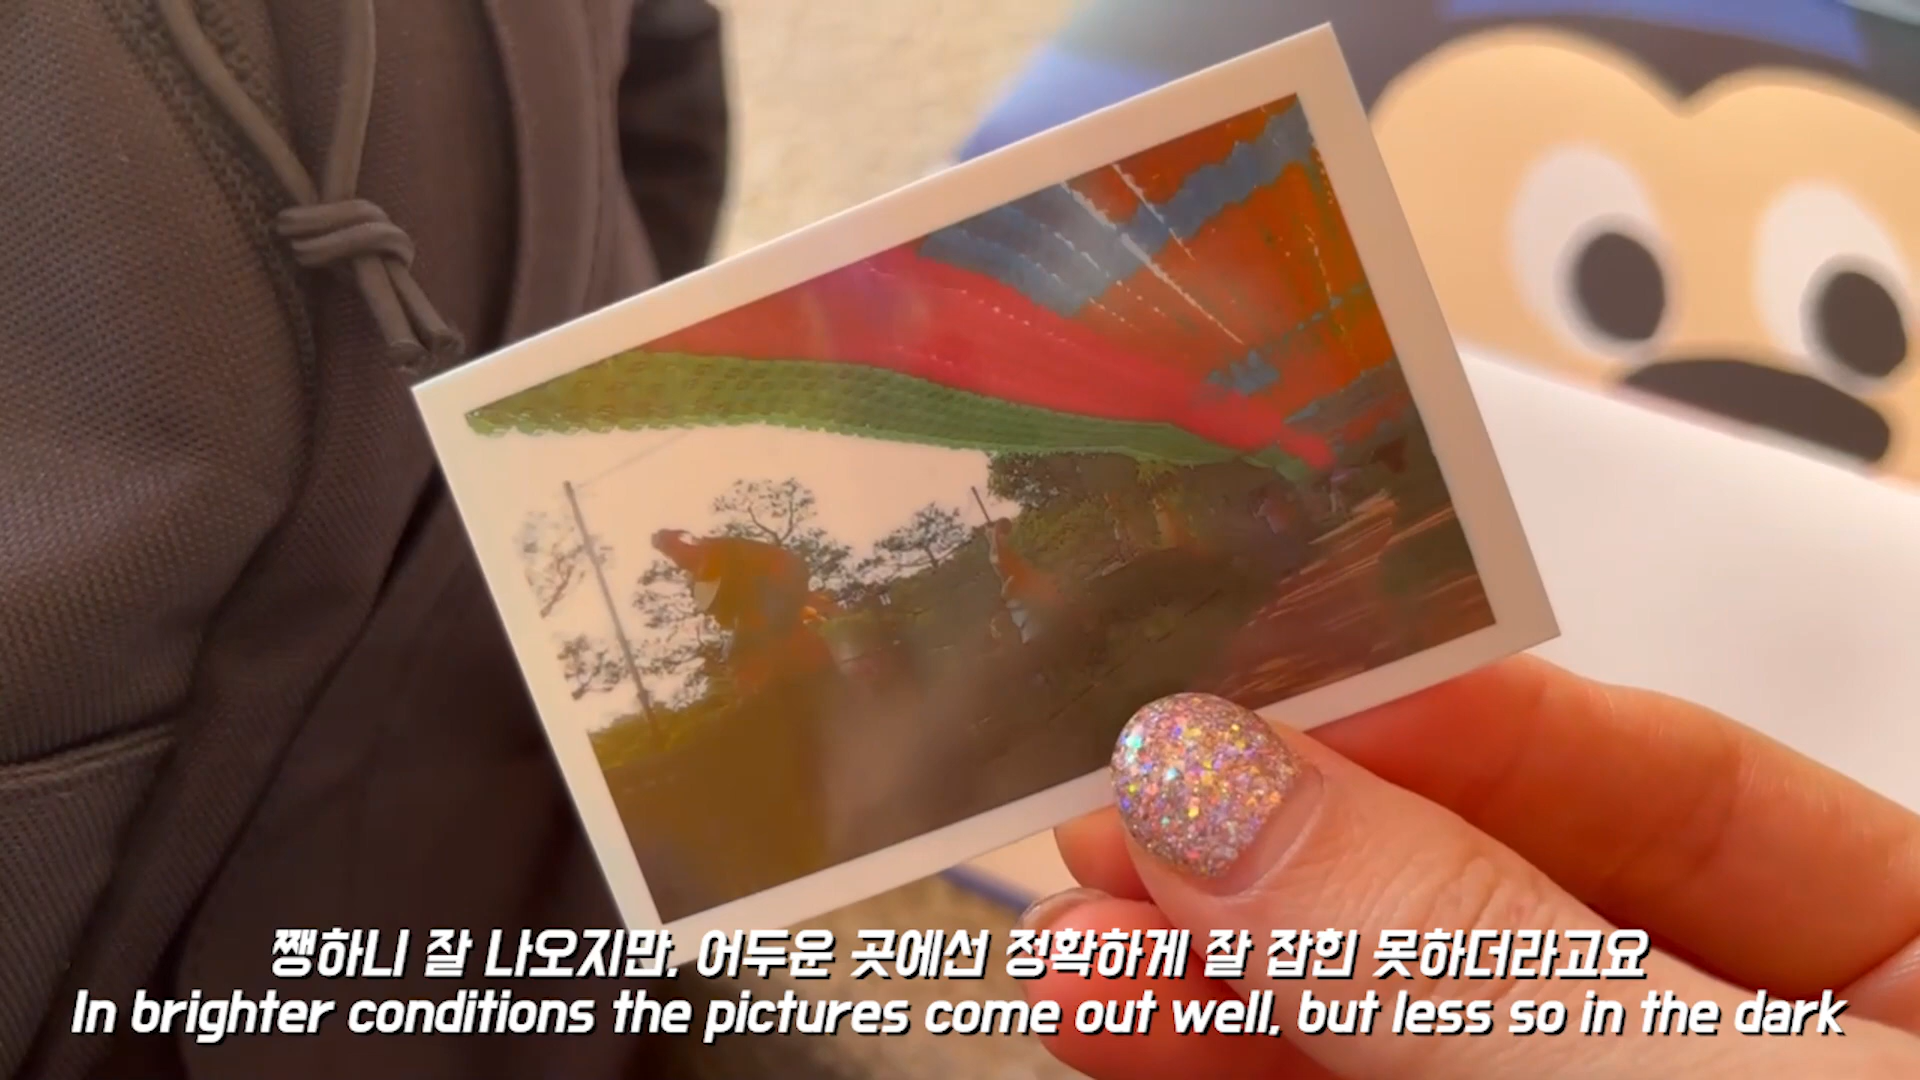 쨍하니 잘 나오지만, 어두운 곳에선 정확하게 잘 잡힌 못하더라고요
In brighter conditions the pictures come out well, but less so in the dark